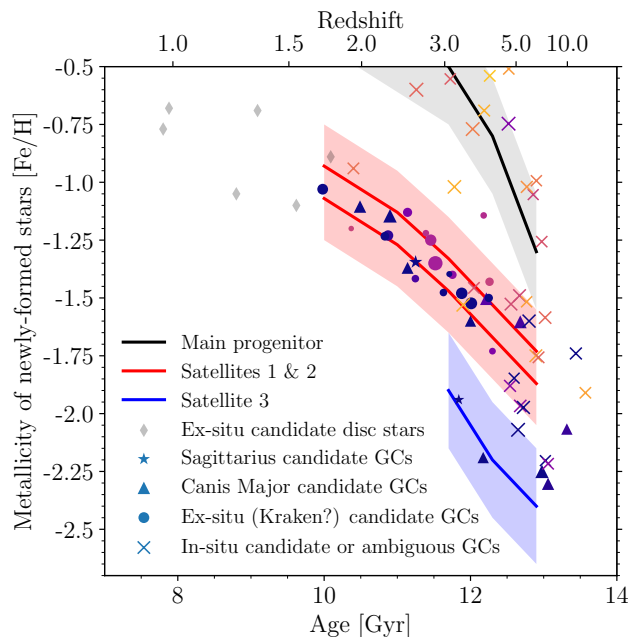 Redshift
1.0 1.5 2.0 3.0 5.0 10.0
Metallicity of newly-formed stars [Fe/H]
-0.5
-0.75
-1.0
-1.25
-1.5
-1.75
-2.0
-2.25
-2.5
Main progenitor
Satellites 1 & 2
Satellite 3
Ex-situ candidate disc stars
Sagittarius candidate GCs
Canis Major candidate GCs
Ex-situ (Kraken?) candidate GCs
In-situ candidate or ambiguous GCs
8 10 12 14
Age [Gyr]